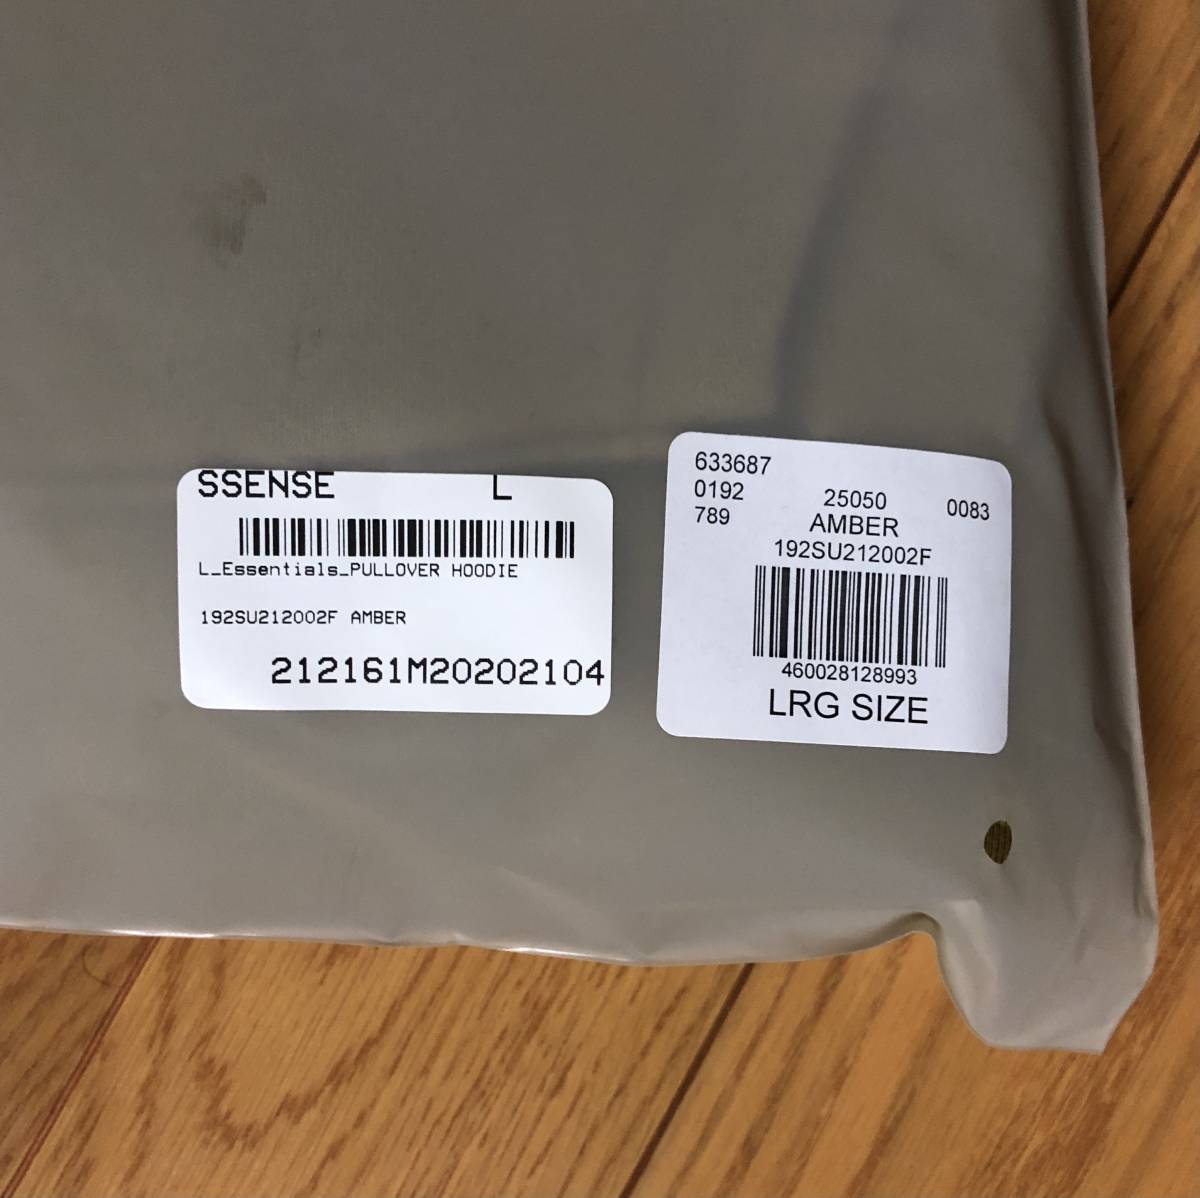 SSENSE L
L_Essentials_PULLOVER HOODIE
192SU212002F AMBER
212161M20202104
633687
0192 25050 0083
789 AMBER
192SU212002F
460028128993
LRG SIZE